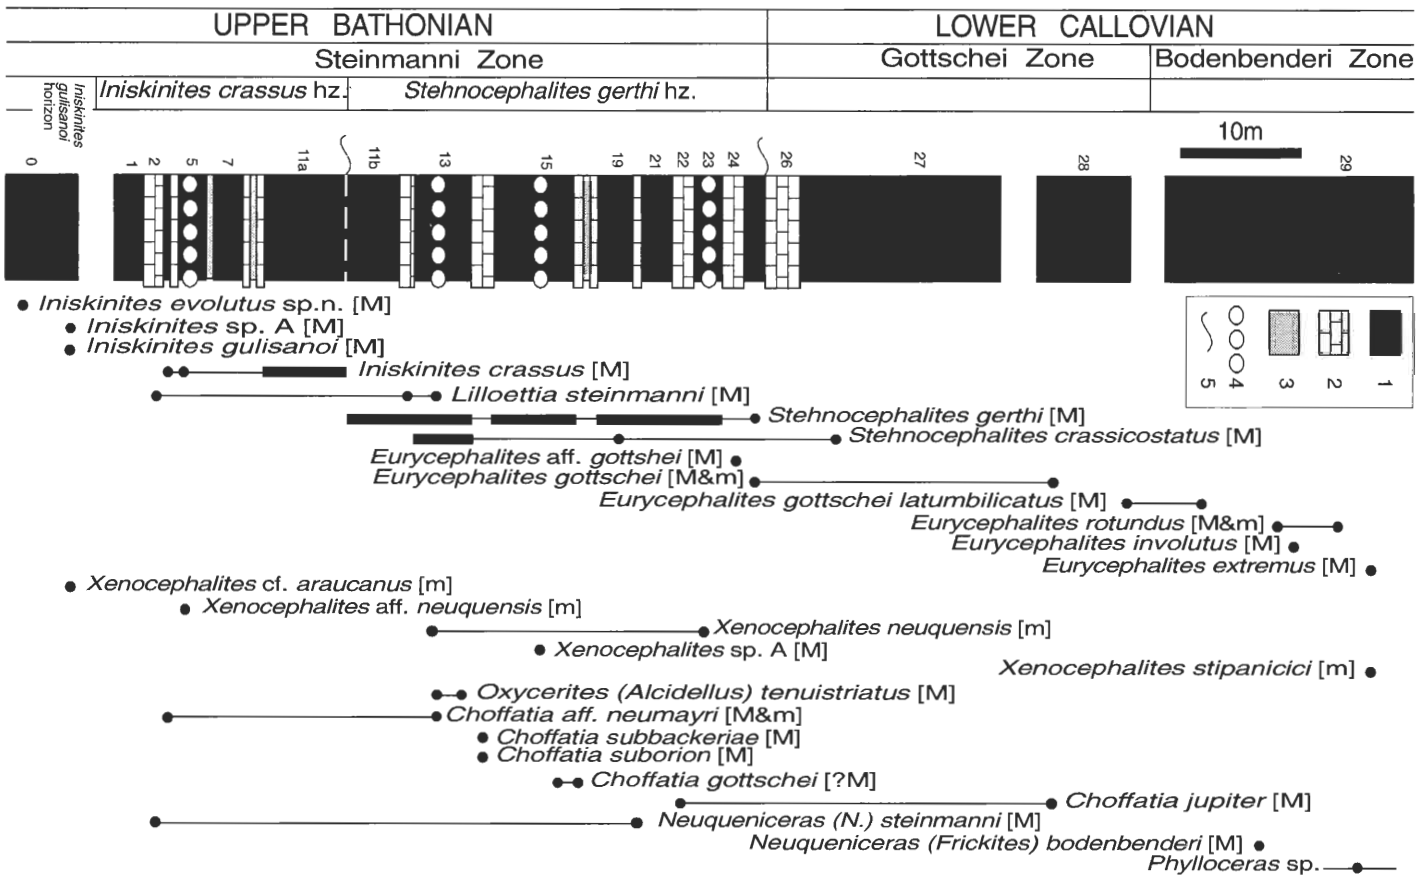 UPPER BATHONIAN LOWER CALLOVIAN
Steinmanni Zone Gottschei Zone Bodenbenderi Zone
Iniskinites gulisanoi horizon
Iniskinites crassus hz. Stehnocephalites gerthi hz.
10m
0 1 2 5 7 11a 11b 13 15 19 21 22 23 24 26 27 28 29
Iniskinites evolutus sp.n. [M]
Iniskinites sp. A [M]
Iniskinites gulisanoi [M]
Iniskinites crassus [M]
Lilloettia steinmanni [M]
Stehnocephalites gerthi [M]
Stehnocephalites crassicostatus [M]
Eurycephalites aff. gottshei [M]
Eurycephalites gottschei [M&m]
Eurycephalites gottschei latumbilicatus [M]
Eurycephalites rotundus [M&m]
Eurycephalites involutus [M]
Eurycephalites extremus [M]
Xenocephalites cf. araucanus [m]
Xenocephalites aff. neuquensis [m]
Xenocephalites neuquensis [m]
Xenocephalites sp. A [M]
Xenocephalites stipanicici [m]
Oxycerites (Alcidellus) tenuistriatus [M]
Choffatia aff. neumayri [M&m]
Choffatia subbackeriae [M]
Choffatia suborion [M]
Choffatia gottschei [?M]
Choffatia jupiter [M]
Neuqueniceras (N.) steinmanni [M]
Neuqueniceras (Frickites) bodenbenderi [M]
Phylloceras sp.
5 4 3 2 1